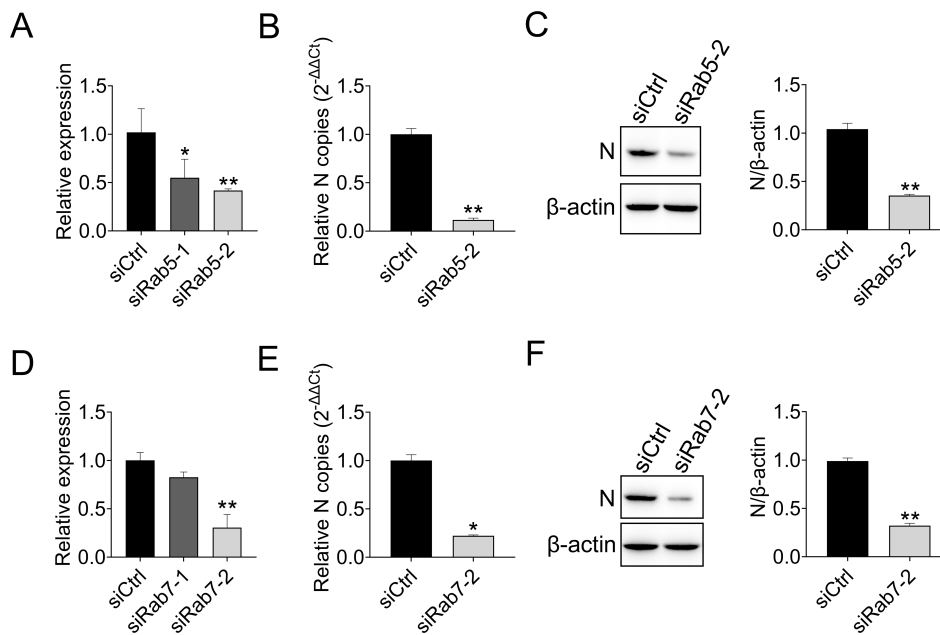 A
Relative expression
1.5
1.0
0.5
0.0
*
**
siCtrl
siRab5-1
siRab5-2
B
Relative N copies (2-ΔΔCt)
1.5
1.0
0.5
0.0
**
siCtrl
siRab5-2
C
siCtrl
siRab5-2
N
β-actin
N/β-actin
1.5
1.0
0.5
0.0
**
siCtrl
siRab5-2
D
Relative expression
1.5
1.0
0.5
0.0
**
siCtrl
siRab7-1
siRab7-2
E
Relative N copies (2-ΔΔCt)
1.5
1.0
0.5
0.0
*
siCtrl
siRab7-2
F
siCtrl
siRab7-2
N
β-actin
N/β-actin
1.5
1.0
0.5
0.0
**
siCtrl
siRab7-2